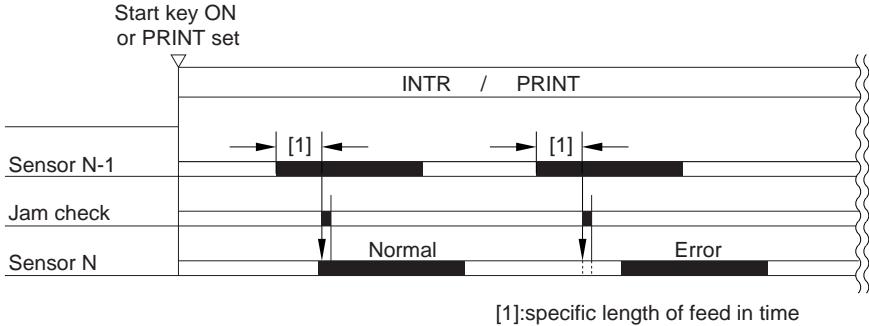 Start key ON
or PRINT set
INTR / PRINT
[1] [1]
Sensor N-1
Jam check
Normal Error
Sensor N
[1]:specific length of feed in time